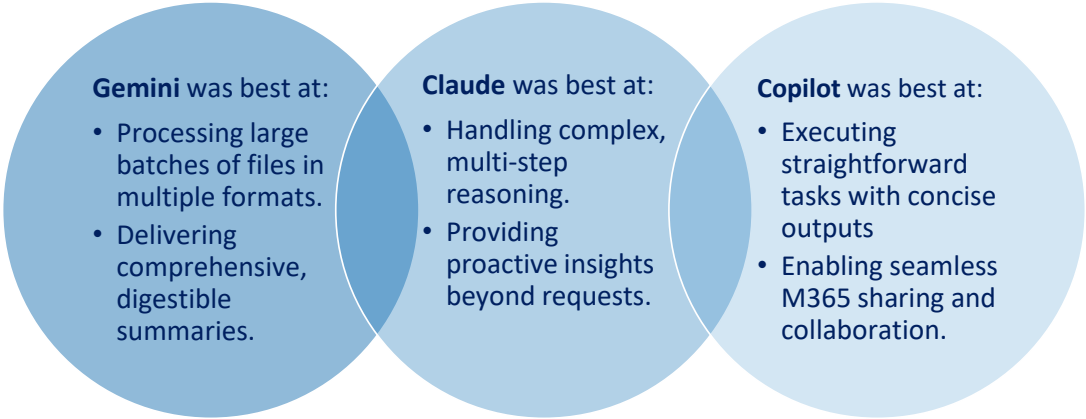 Gemini was best at:
• Processing large
batches of files in
multiple formats.
• Delivering
comprehensive,
digestible
summaries.
Claude was best at:
• Handling complex,
multi-step
reasoning.
• Providing
proactive insights
beyond requests.
Copilot was best at:
• Executing
straightforward
tasks with concise
outputs
• Enabling seamless
M365 sharing and
collaboration.